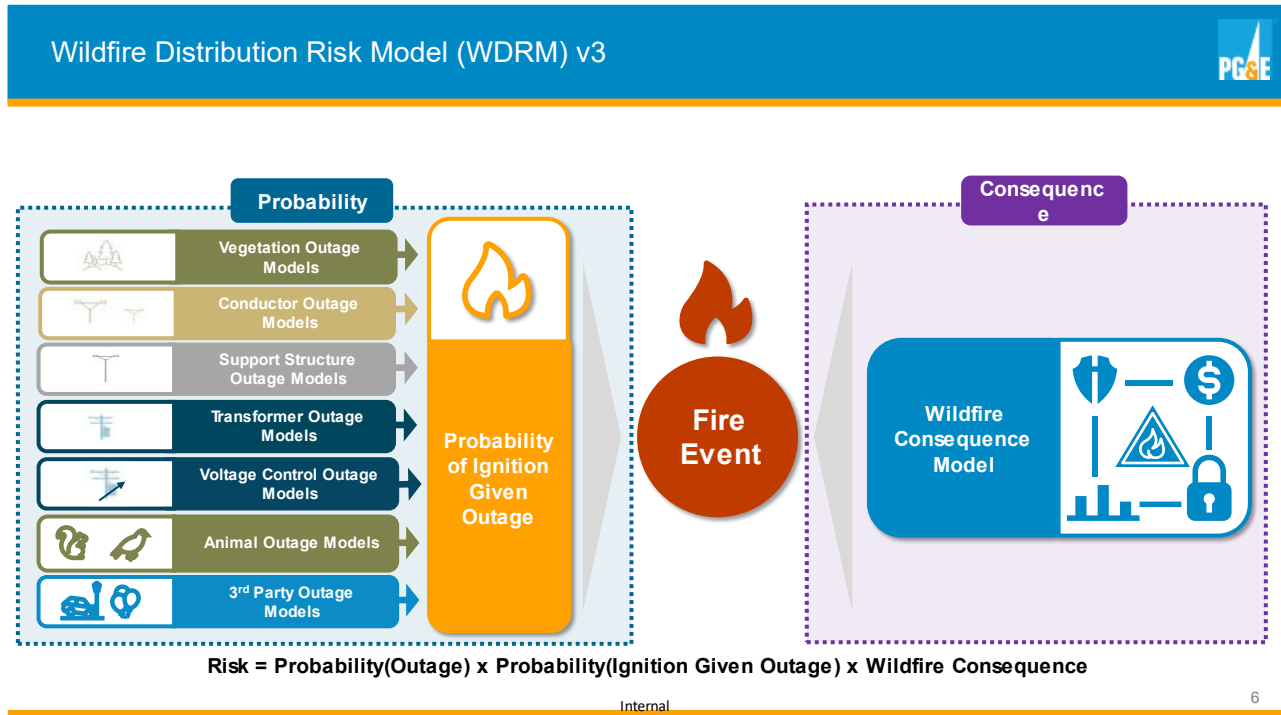 Wildfire Distribution Risk Model (WDRM) v3
PG&E
Probability
Vegetation Outage
Models
Conductor Outage
Models
Support Structure
Outage Models
Transformer Outage
Models
Voltage Control Outage
Models
Animal Outage Models
3rd Party Outage
Models
Probability
of Ignition
Given
Outage
Fire
Event
Consequenc
e
Wildfire
Consequence
Model
$
Risk = Probability(Outage) x Probability(Ignition Given Outage) x Wildfire Consequence
Internal
6